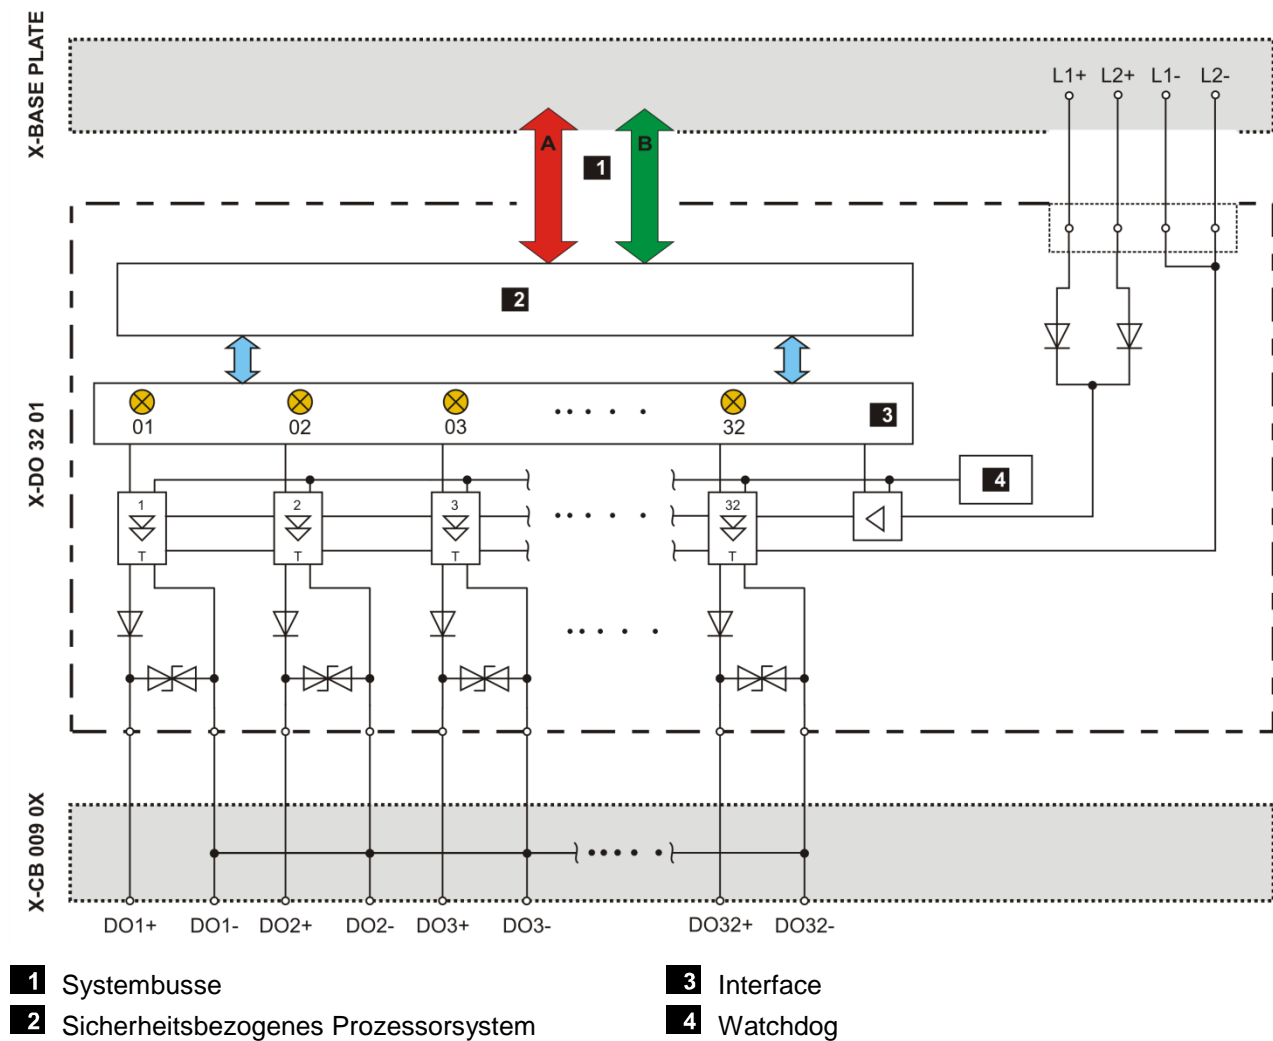 X-BASE PLATE
L1+ L2+ L1- L2-
A B
1
2
X-DO 32 01
01 02 03 32
3
4
1 2 3 32
T T T T
X-CB 009 0X
DO1+ DO1- DO2+ DO2- DO3+ DO3- DO32+ DO32-
1 Systembusse
3 Interface
2 Sicherheitsbezogenes Prozessorsystem
4 Watchdog